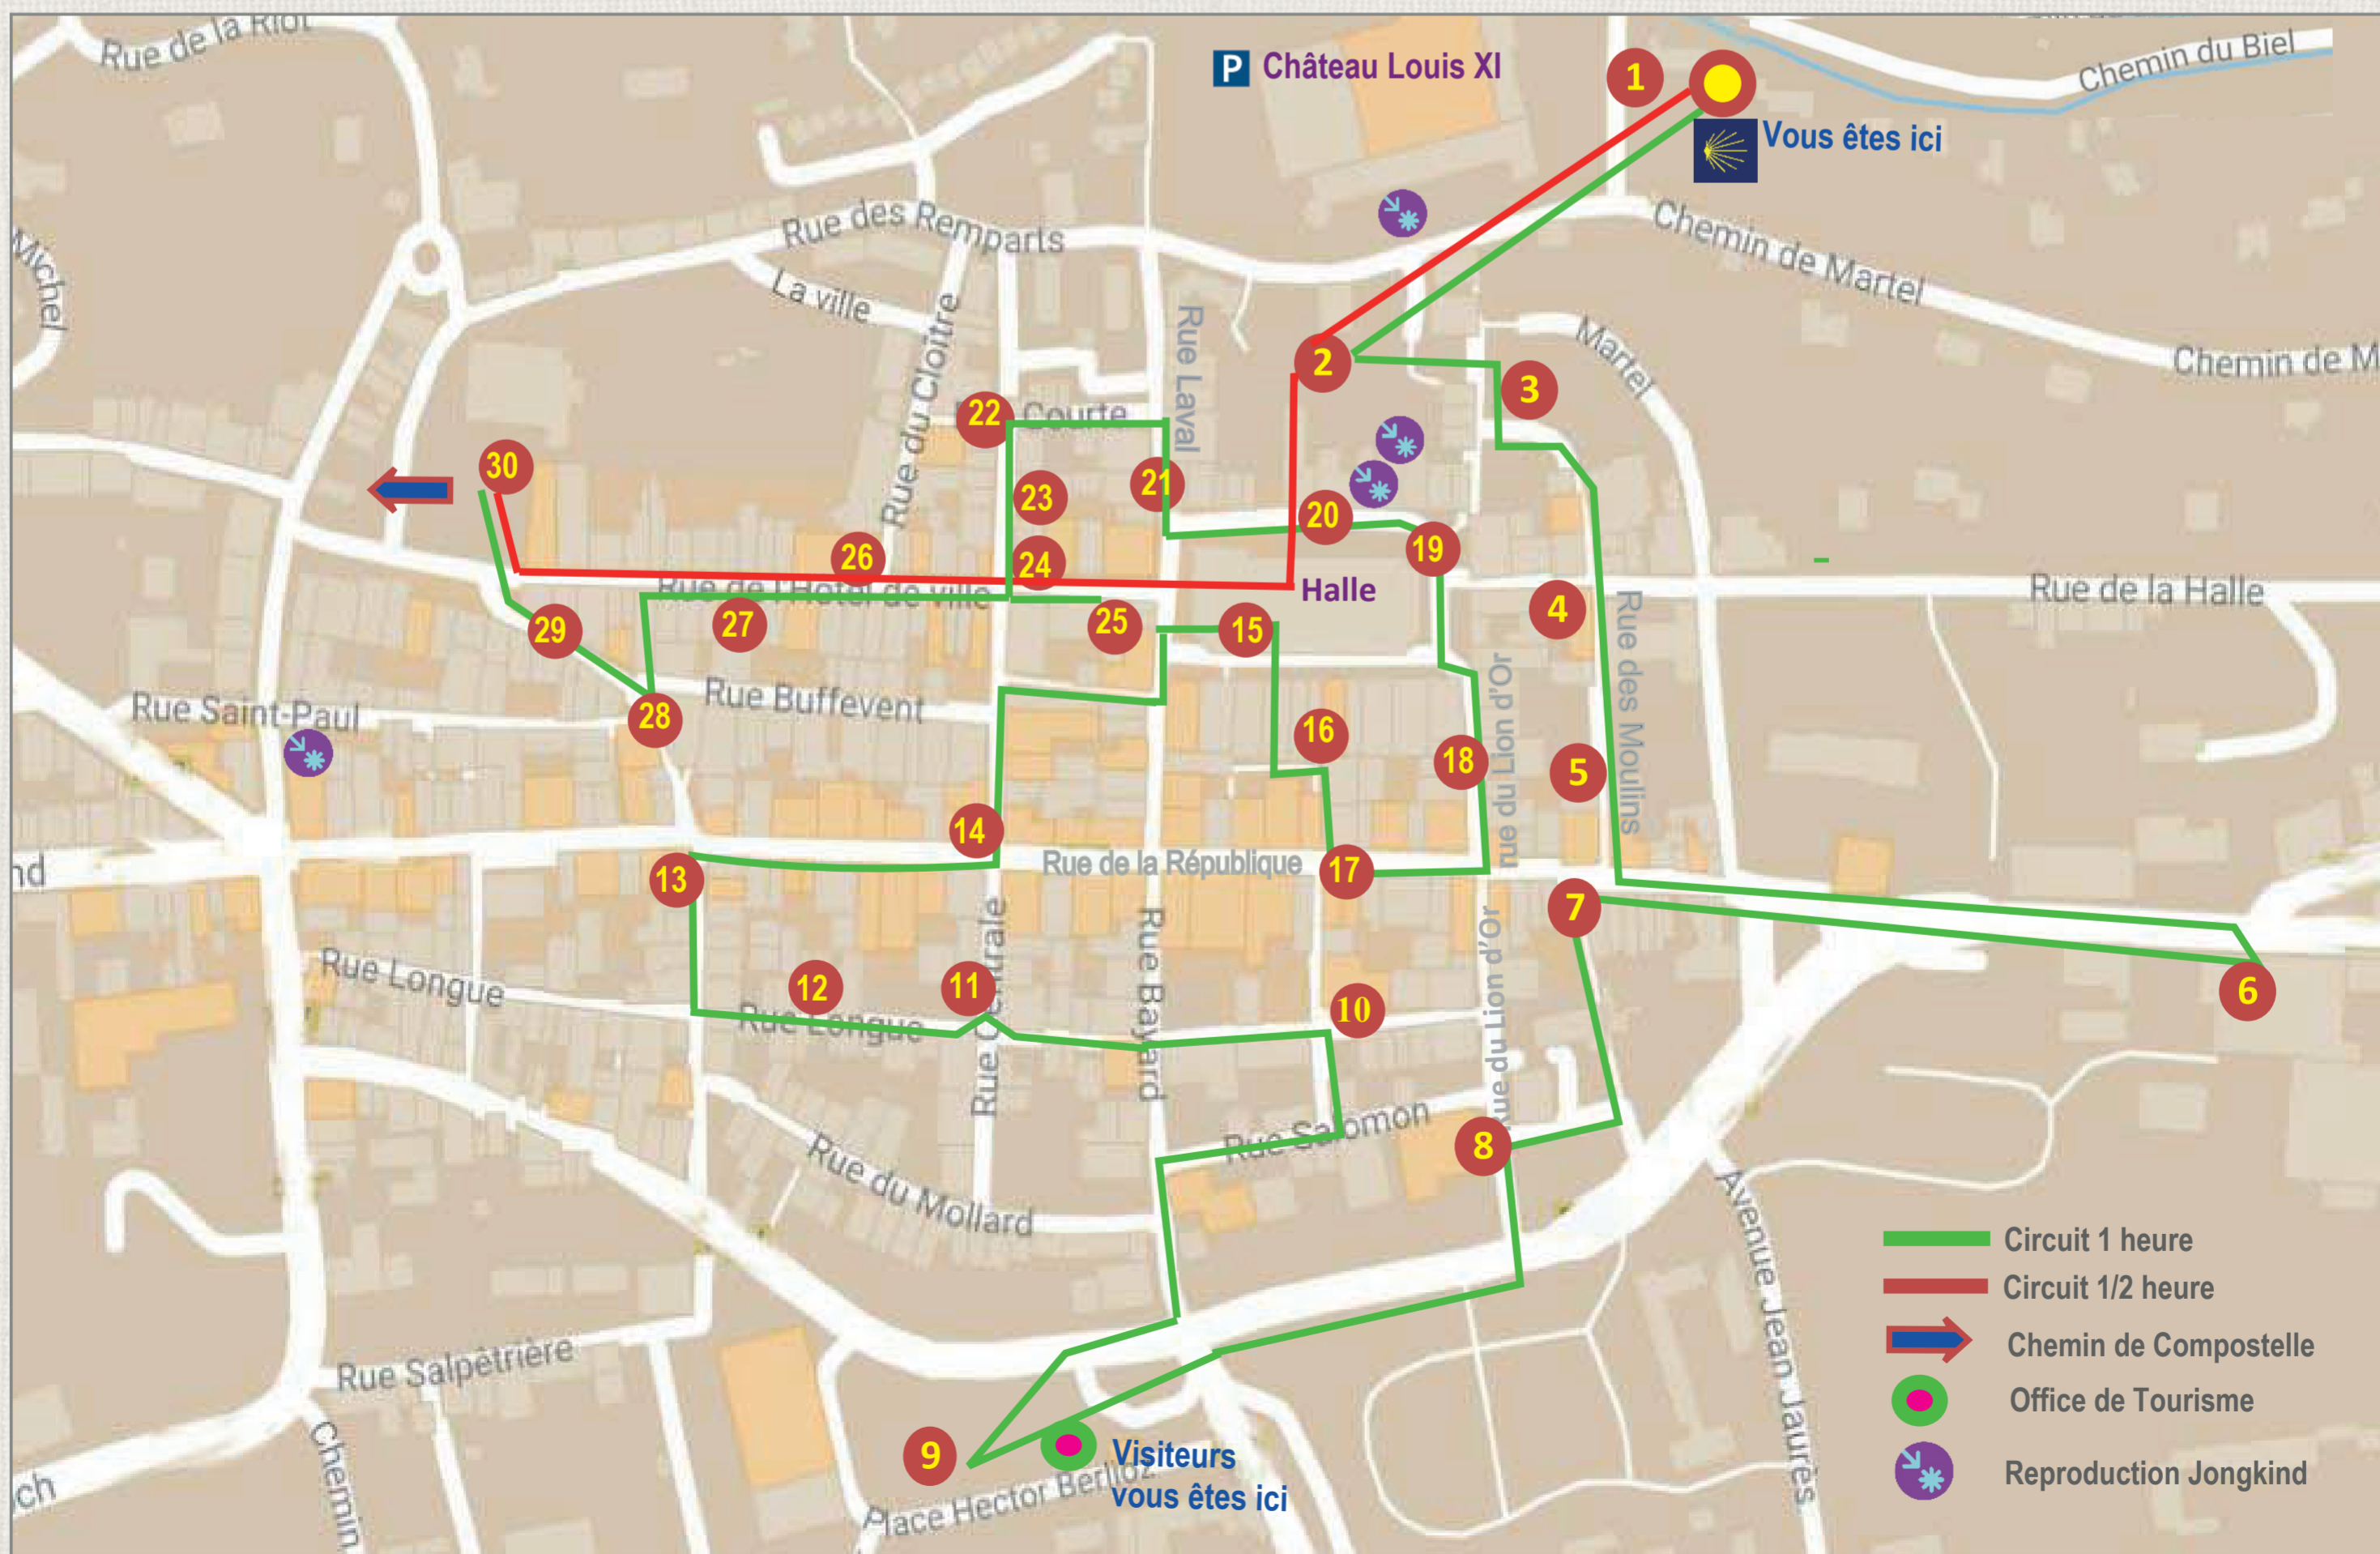 Rue de la Riot
P Château Louis XI
1
Chemin du Biel
Vous êtes ici
Michel
Rue des Remparts
Chemin de Martel
La ville
Rue du Cloître
Rue Laval
Martel
Chemin de M
2
3
22
Courte
30
23
21
20
19
26
24
Halle
Rue de l'Hôtel de ville
4
Rue de la Halle
29
27
25
15
Rue des Moulins
Rue Saint-Paul
28
Rue Buffevent
16
18
rue du Lion d'Or
5
14
Rue de la République
17
nd
13
7
Rue Longue
12
11
Rue Centrale
Rue Bayard
10
Rue du Lion d'Or
6
Rue Longue
Rue du Mollard
Rue Salomon
8
Avenue Jean Jaurès
Circuit 1 heure
Circuit 1/2 heure
Chemin de Compostelle
Office de Tourisme
Reproduction Jongkind
Rue Salpêtrière
Chemin
ch
9
Visiteurs
vous êtes ici
Place Hector Berlioz